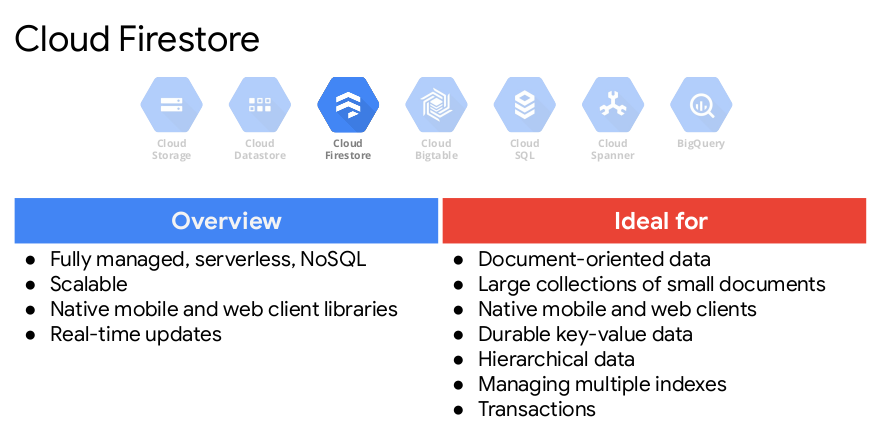 Cloud Firestore
Cloud
Storage
Cloud
Datastore
Cloud
Firestore
Cloud
Bigtable
Cloud
SQL
Cloud
Spanner
BigQuery
Overview
● Fully managed, serverless, NoSQL
● Scalable
● Native mobile and web client libraries
● Real-time updates
Ideal for
● Document-oriented data
● Large collections of small documents
● Native mobile and web clients
● Durable key-value data
● Hierarchical data
● Managing multiple indexes
● Transactions